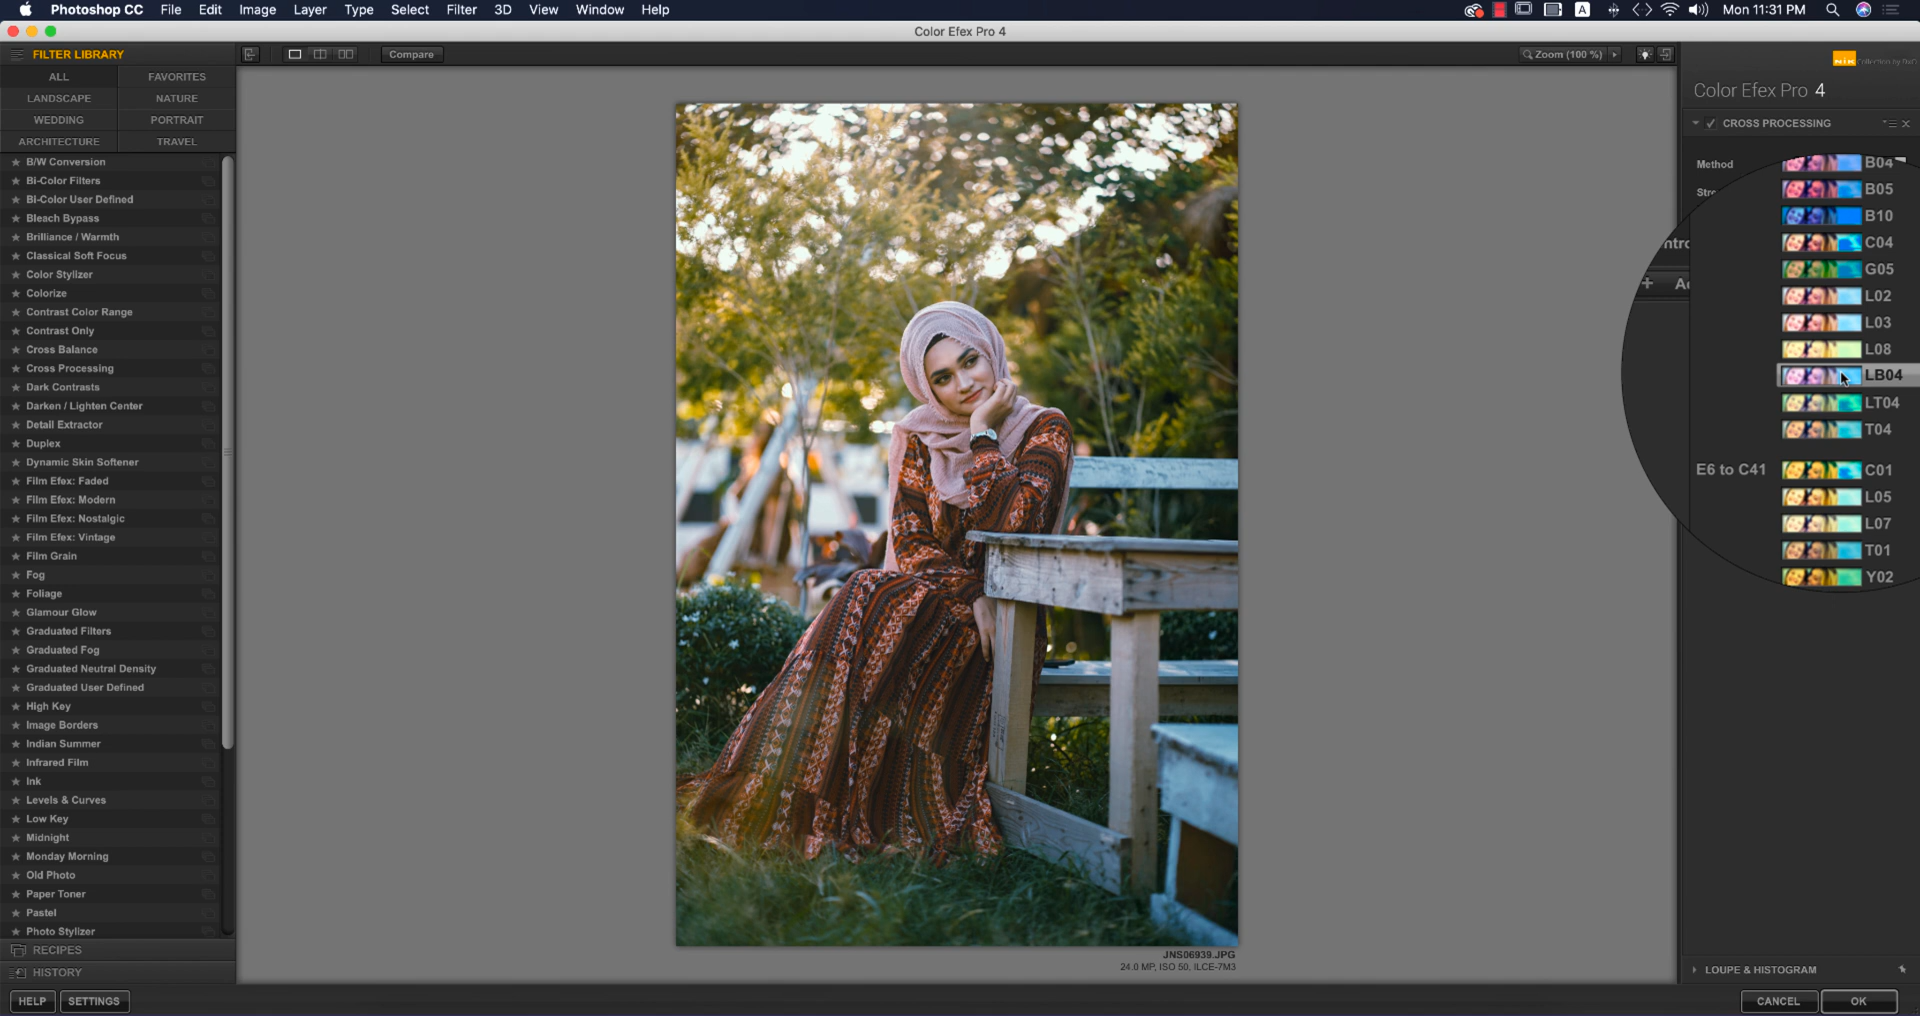 Photoshop CC File Edit Image Layer Type Select Filter 3D View Window Help A Mon 11:31 PM
Color Efex Pro 4
FILTER LIBRARY Compare Zoom (100 %) Nik Collection by DxO
ALL FAVORITES
LANDSCAPE NATURE
WEDDING PORTRAIT
ARCHITECTURE TRAVEL
B/W Conversion
Bi-Color Filters
Bi-Color User Defined
Bleach Bypass
Brilliance / Warmth
Classical Soft Focus
Color Stylizer
Colorize
Contrast Color Range
Contrast Only
Cross Balance
Cross Processing
Dark Contrasts
Darken / Lighten Center
Detail Extractor
Duplex
Dynamic Skin Softener
Film Efex: Faded
Film Efex: Modern
Film Efex: Nostalgic
Film Efex: Vintage
Film Grain
Fog
Foliage
Glamour Glow
Graduated Filters
Graduated Fog
Graduated Neutral Density
Graduated User Defined
High Key
Image Borders
Indian Summer
Infrared Film
Ink
Levels & Curves
Low Key
Midnight
Monday Morning
Old Photo
Paper Toner
Pastel
Photo Stylizer
RECIPES
HISTORY
HELP SETTINGS
JNS06939.JPG
24.0 MP, ISO 50, ILCE-7M3
Color Efex Pro 4
CROSS PROCESSING
Method B04
B05
B10
C04
G05
L02
L03
L08
LB04
LT04
T04
E6 to C41 C01
L05
L07
T01
Y02
LOUPE & HISTOGRAM
CANCEL OK